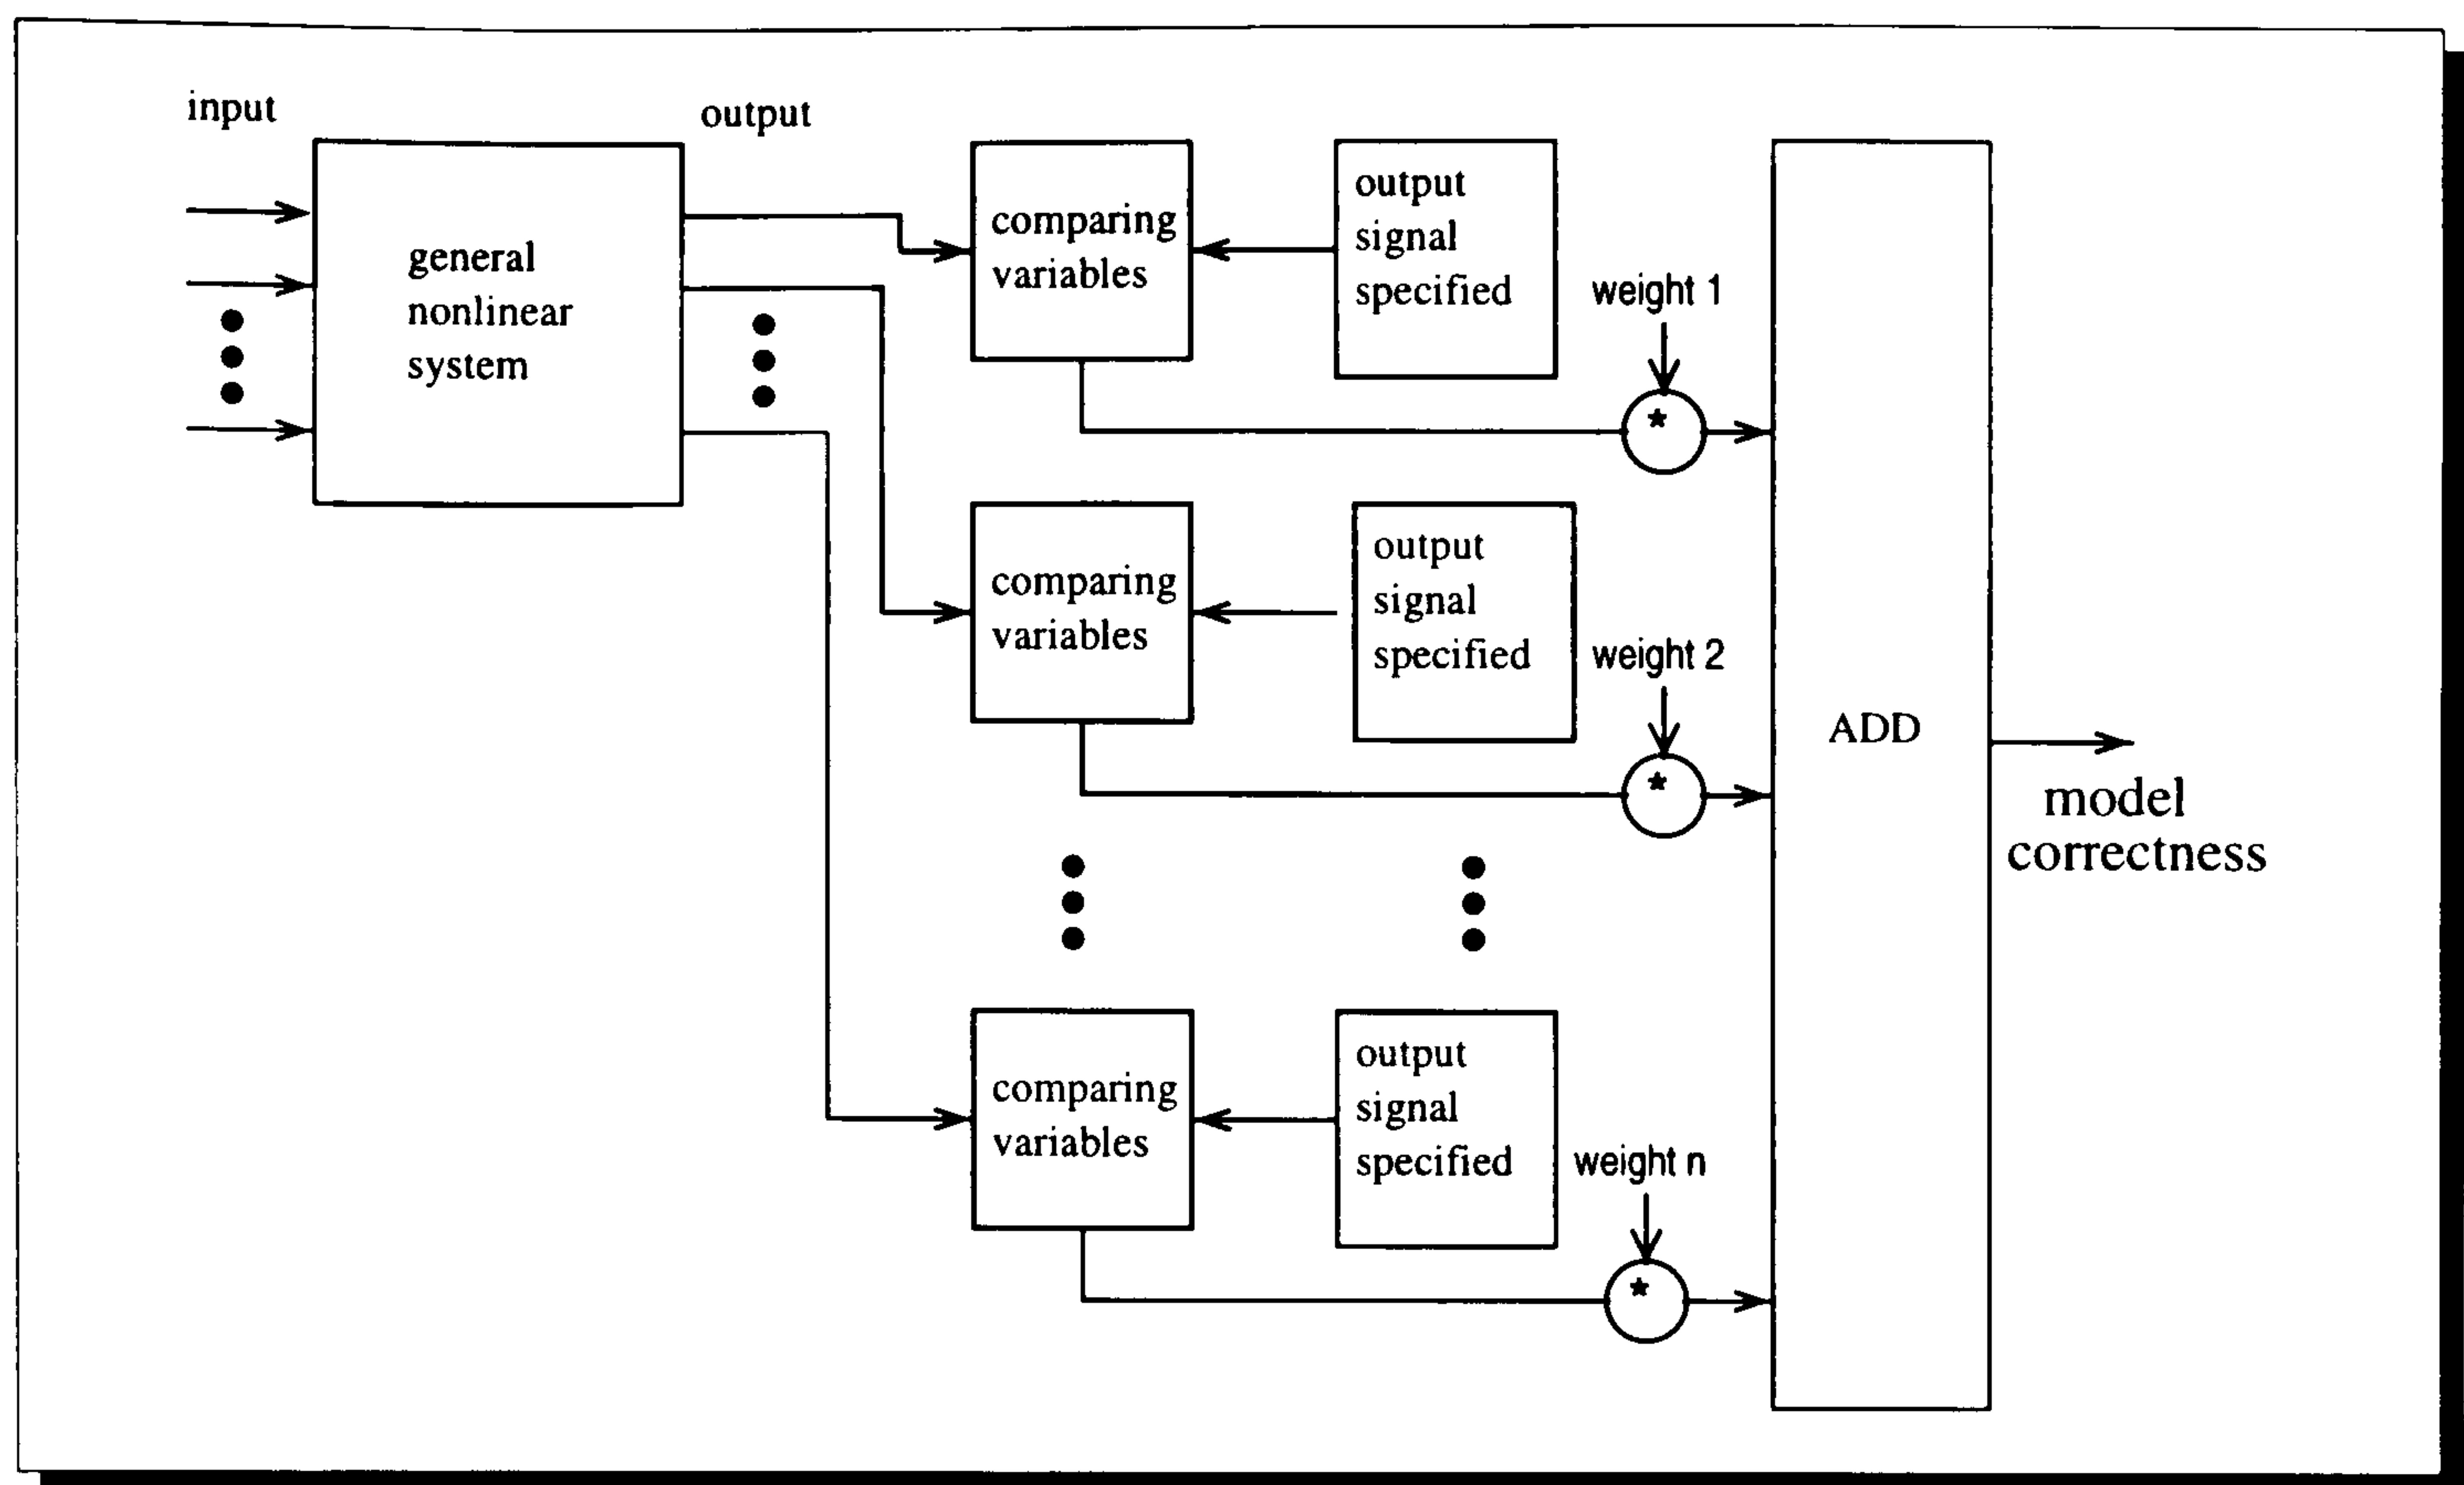 input
output
general
nonlinear
system
comparing
variables
output
signal
specified
weight 1
*
comparing
variables
output
signal
specified
weight 2
*
ADD
model
correctness
comparing
variables
output
signal
specified
weight n
*